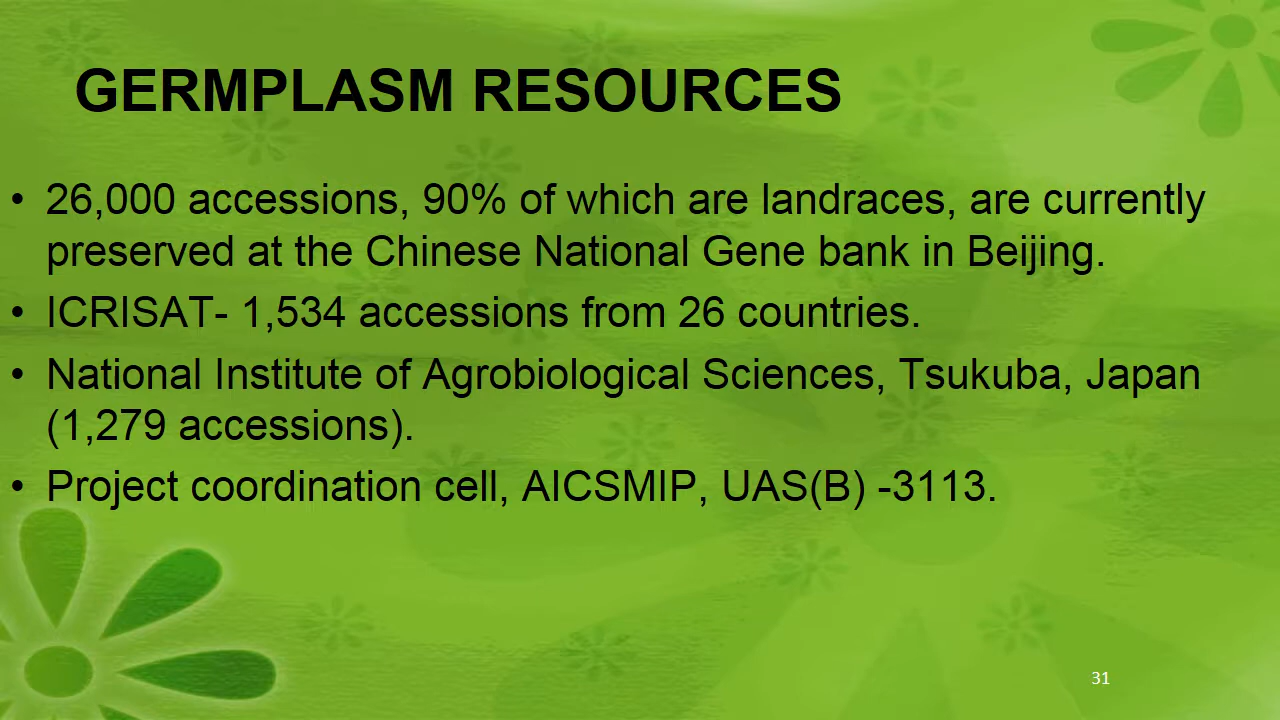 GERMPLASM RESOURCES
• 26,000 accessions, 90% of which are landraces, are currently
preserved at the Chinese National Gene bank in Beijing.
• ICRISAT- 1,534 accessions from 26 countries.
• National Institute of Agrobiological Sciences, Tsukuba, Japan
(1,279 accessions).
• Project coordination cell, AICSMIP, UAS(B) -3113.
31